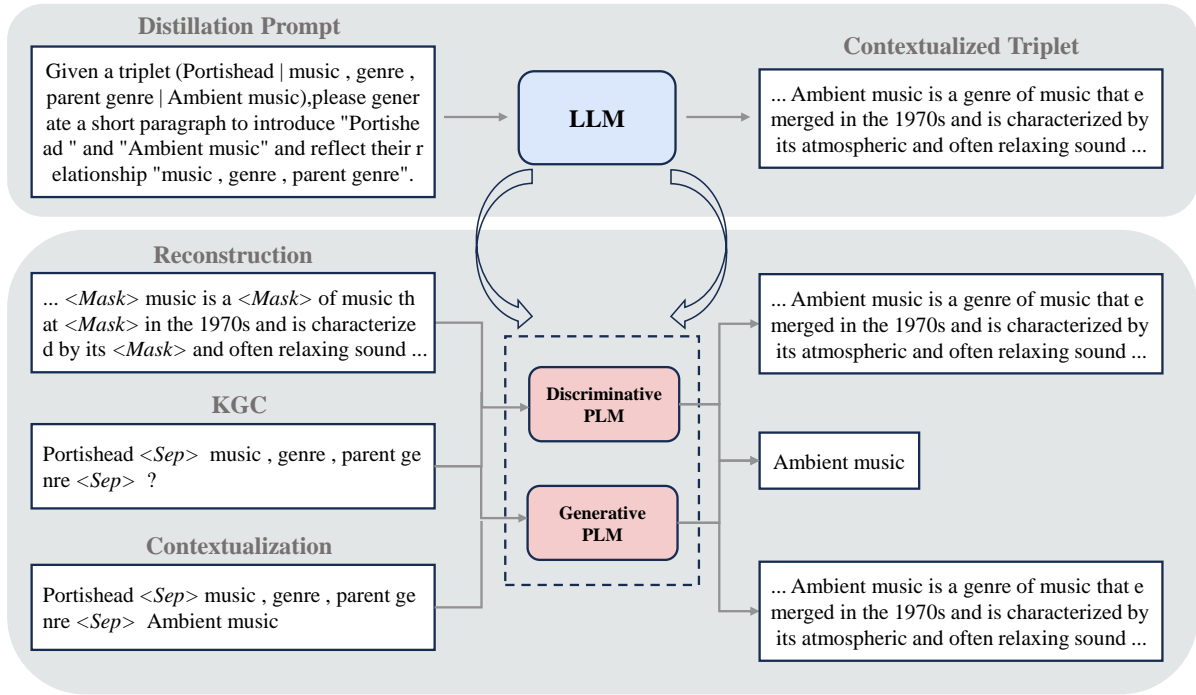 Distillation Prompt
Given a triplet (Portishead | music , genre ,
parent genre | Ambient music),please gener
ate a short paragraph to introduce "Portishe
ad " and "Ambient music" and reflect their r
elationship "music , genre , parent genre".
LLM
Contextualized Triplet
... Ambient music is a genre of music that e
merged in the 1970s and is characterized by
its atmospheric and often relaxing sound ...
Reconstruction
... <Mask> music is a <Mask> of music th
at <Mask> in the 1970s and is characterize
d by its <Mask> and often relaxing sound ...
KGC
Portishead <Sep> music , genre , parent ge
nre <Sep> ?
Contextualization
Portishead <Sep> music , genre , parent ge
nre <Sep> Ambient music
Discriminative
PLM
Generative
PLM
... Ambient music is a genre of music that e
merged in the 1970s and is characterized by
its atmospheric and often relaxing sound ...
Ambient music
... Ambient music is a genre of music that e
merged in the 1970s and is characterized by
its atmospheric and often relaxing sound ...